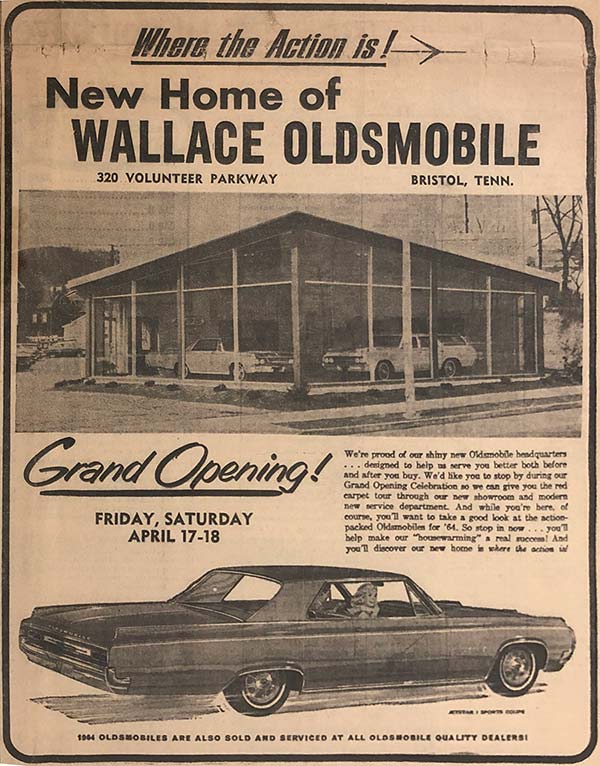 Where the Action is!
New Home of
WALLACE OLDSMOBILE
320 VOLUNTEER PARKWAY BRISTOL, TENN.
Grand Opening!
FRIDAY, SATURDAY
APRIL 17-18
We're proud of our shiny new Oldsmobile headquarters
. . . designed to help us serve you better both before
and after you buy. We'd like you to stop by during our
Grand Opening Celebration so we can give you the red
carpet tour through our new showroom and modern
new service department. And while you're here, of
course, you'll want to take a good look at the action-
packed Oldsmobiles for '64. So stop in now . . . you'll
help make our "housewarming" a real success! And
you'll discover our new home is where the action is!
OLDSMOBILE
JETSTAR I SPORTS COUPE
1964 OLDSMOBILES ARE ALSO SOLD AND SERVICED AT ALL OLDSMOBILE QUALITY DEALERS!